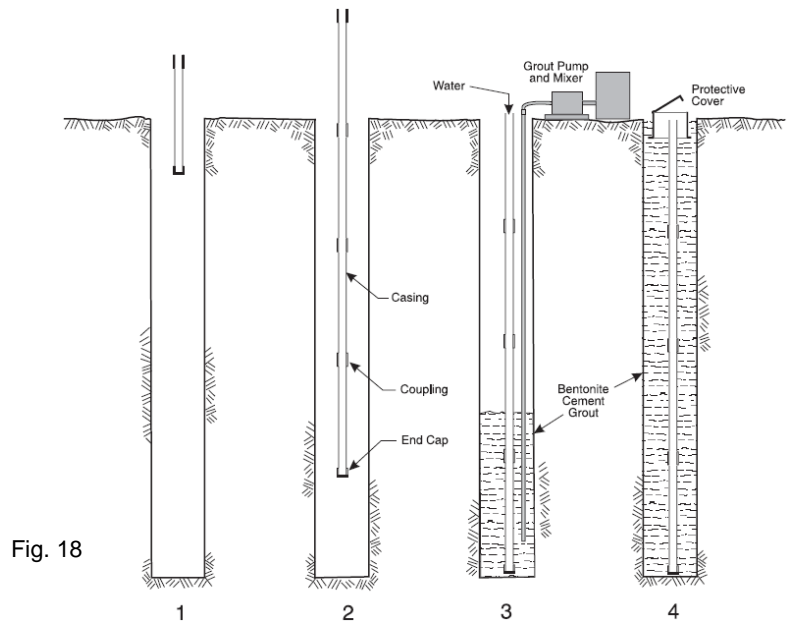 Grout Pump
and Mixer
Water
Protective
Cover
Casing
Coupling
Bentonite
Cement
Grout
End Cap
Fig. 18
1
2
3
4